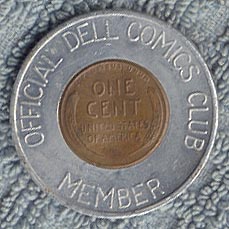 OFFICIAL DELL COMICS CLUB
MEMBER
ONE
CENT
UNITED STATES
OF AMERICA